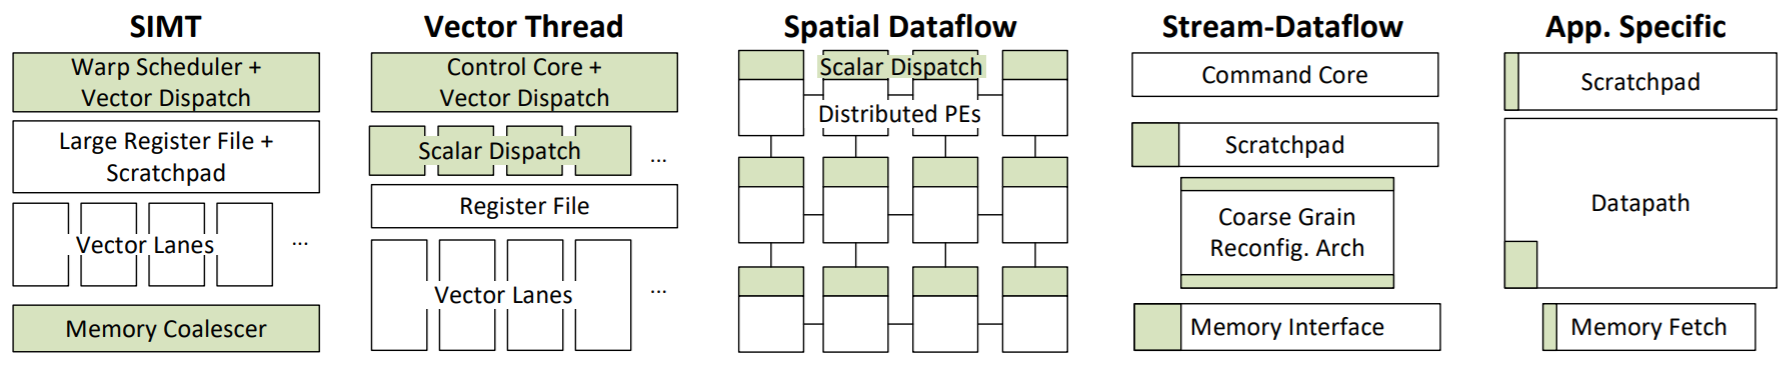 SIMT
Warp Scheduler +
Vector Dispatch
Large Register File +
Scratchpad
Vector Lanes
...
Memory Coalescer
Vector Thread
Control Core +
Vector Dispatch
Scalar Dispatch
...
Register File
Vector Lanes
...
Spatial Dataflow
Scalar Dispatch
Distributed PEs
Stream-Dataflow
Command Core
Scratchpad
Coarse Grain
Reconfig. Arch
Memory Interface
App. Specific
Scratchpad
Datapath
Memory Fetch